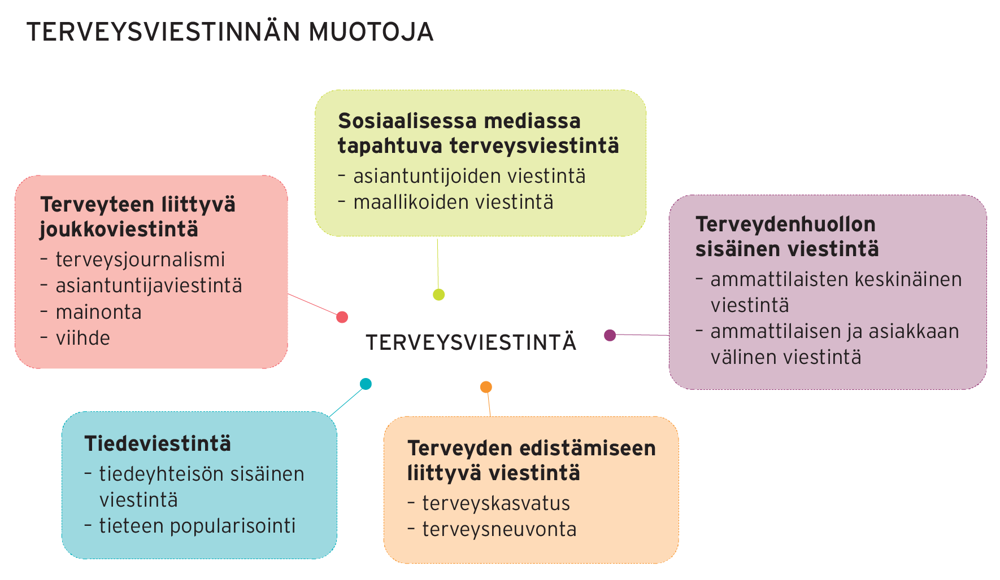 TERVEYSVIESTINNÄN MUOTOJA
Sosiaalisessa mediassa
tapahtuva terveysviestintä
– asiantuntijoiden viestintä
– maallikoiden viestintä
Terveyteen liittyvä
joukkoviestintä
– terveysjournalismi
– asiantuntijaviestintä
– mainonta
– viihde
Terveydenhuollon
sisäinen viestintä
– ammattilaisten keskinäinen
viestintä
– ammattilaisen ja asiakkaan
välinen viestintä
TERVEYSVIESTINTÄ
Tiedeviestintä
– tiedeyhteisön sisäinen
viestintä
– tieteen popularisointi
Terveyden edistämiseen
liittyvä viestintä
– terveyskasvatus
– terveysneuvonta